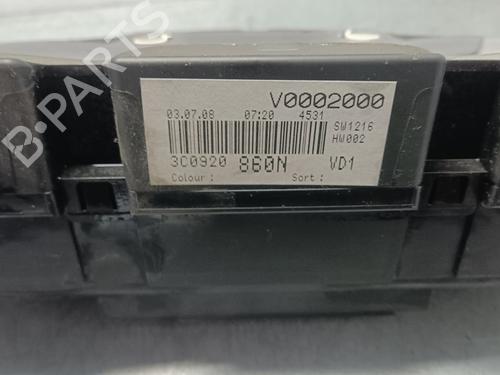 V0002000
03.07.08 07:20 4531
SW1216
HW002
3C0920 860N VD1
Colour : Sort :
B-PARTS